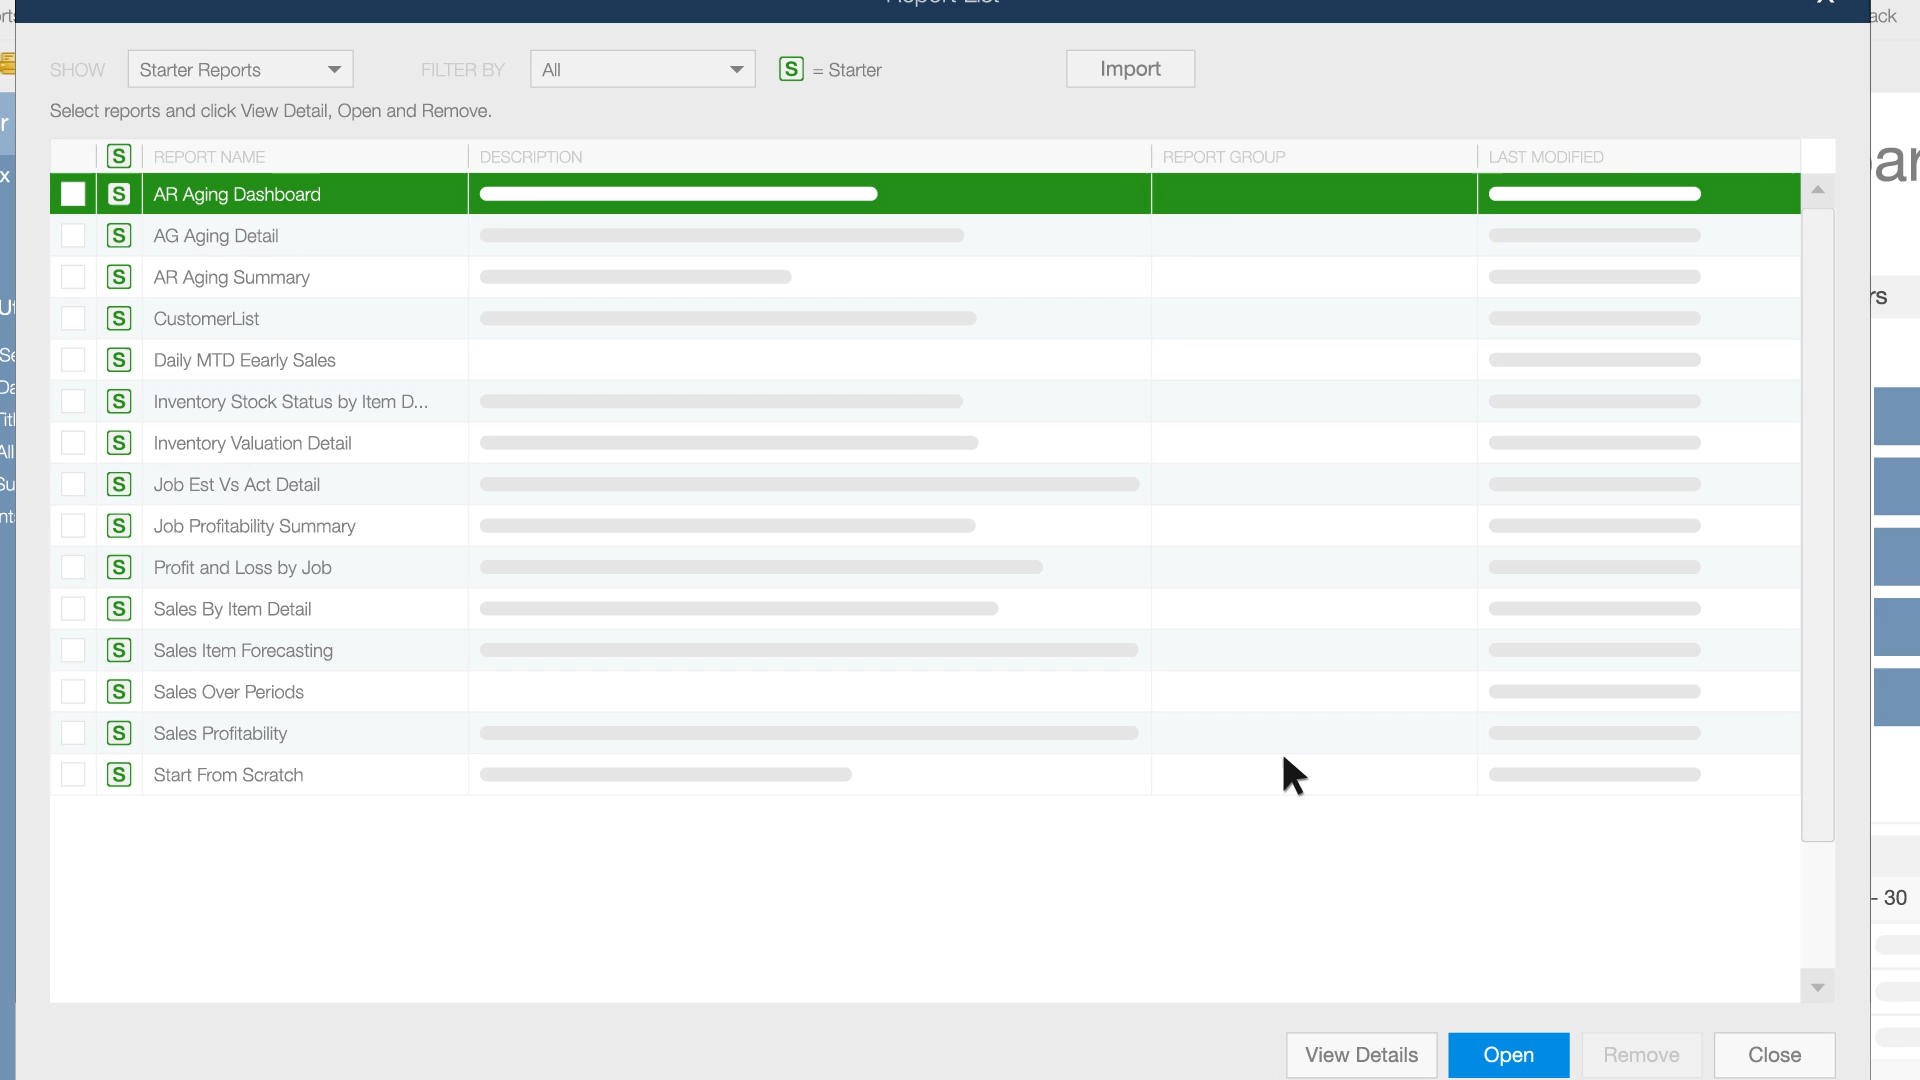 Report List
SHOW Starter Reports FILTER BY All S = Starter Import
Select reports and click View Detail, Open and Remove.
S REPORT NAME DESCRIPTION REPORT GROUP LAST MODIFIED
S AR Aging Dashboard
S AG Aging Detail
S AR Aging Summary
S CustomerList
S Daily MTD Eearly Sales
S Inventory Stock Status by Item D...
S Inventory Valuation Detail
S Job Est Vs Act Detail
S Job Profitability Summary
S Profit and Loss by Job
S Sales By Item Detail
S Sales Item Forecasting
S Sales Over Periods
S Sales Profitability
S Start From Scratch
- 30
View Details Open Remove Close